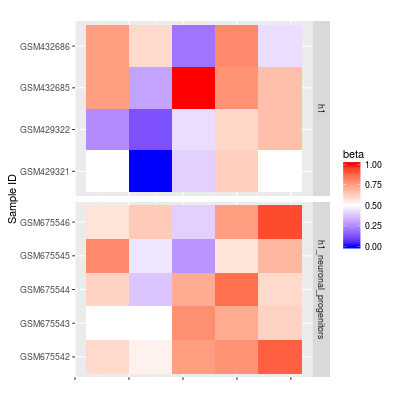 GSM432686
GSM432685
GSM429322
GSM429321
h1
GSM675546
GSM675545
GSM675544
GSM675543
GSM675542
h1_neuronal_progenitors
Sample ID
beta
1.00
0.75
0.50
0.25
0.00